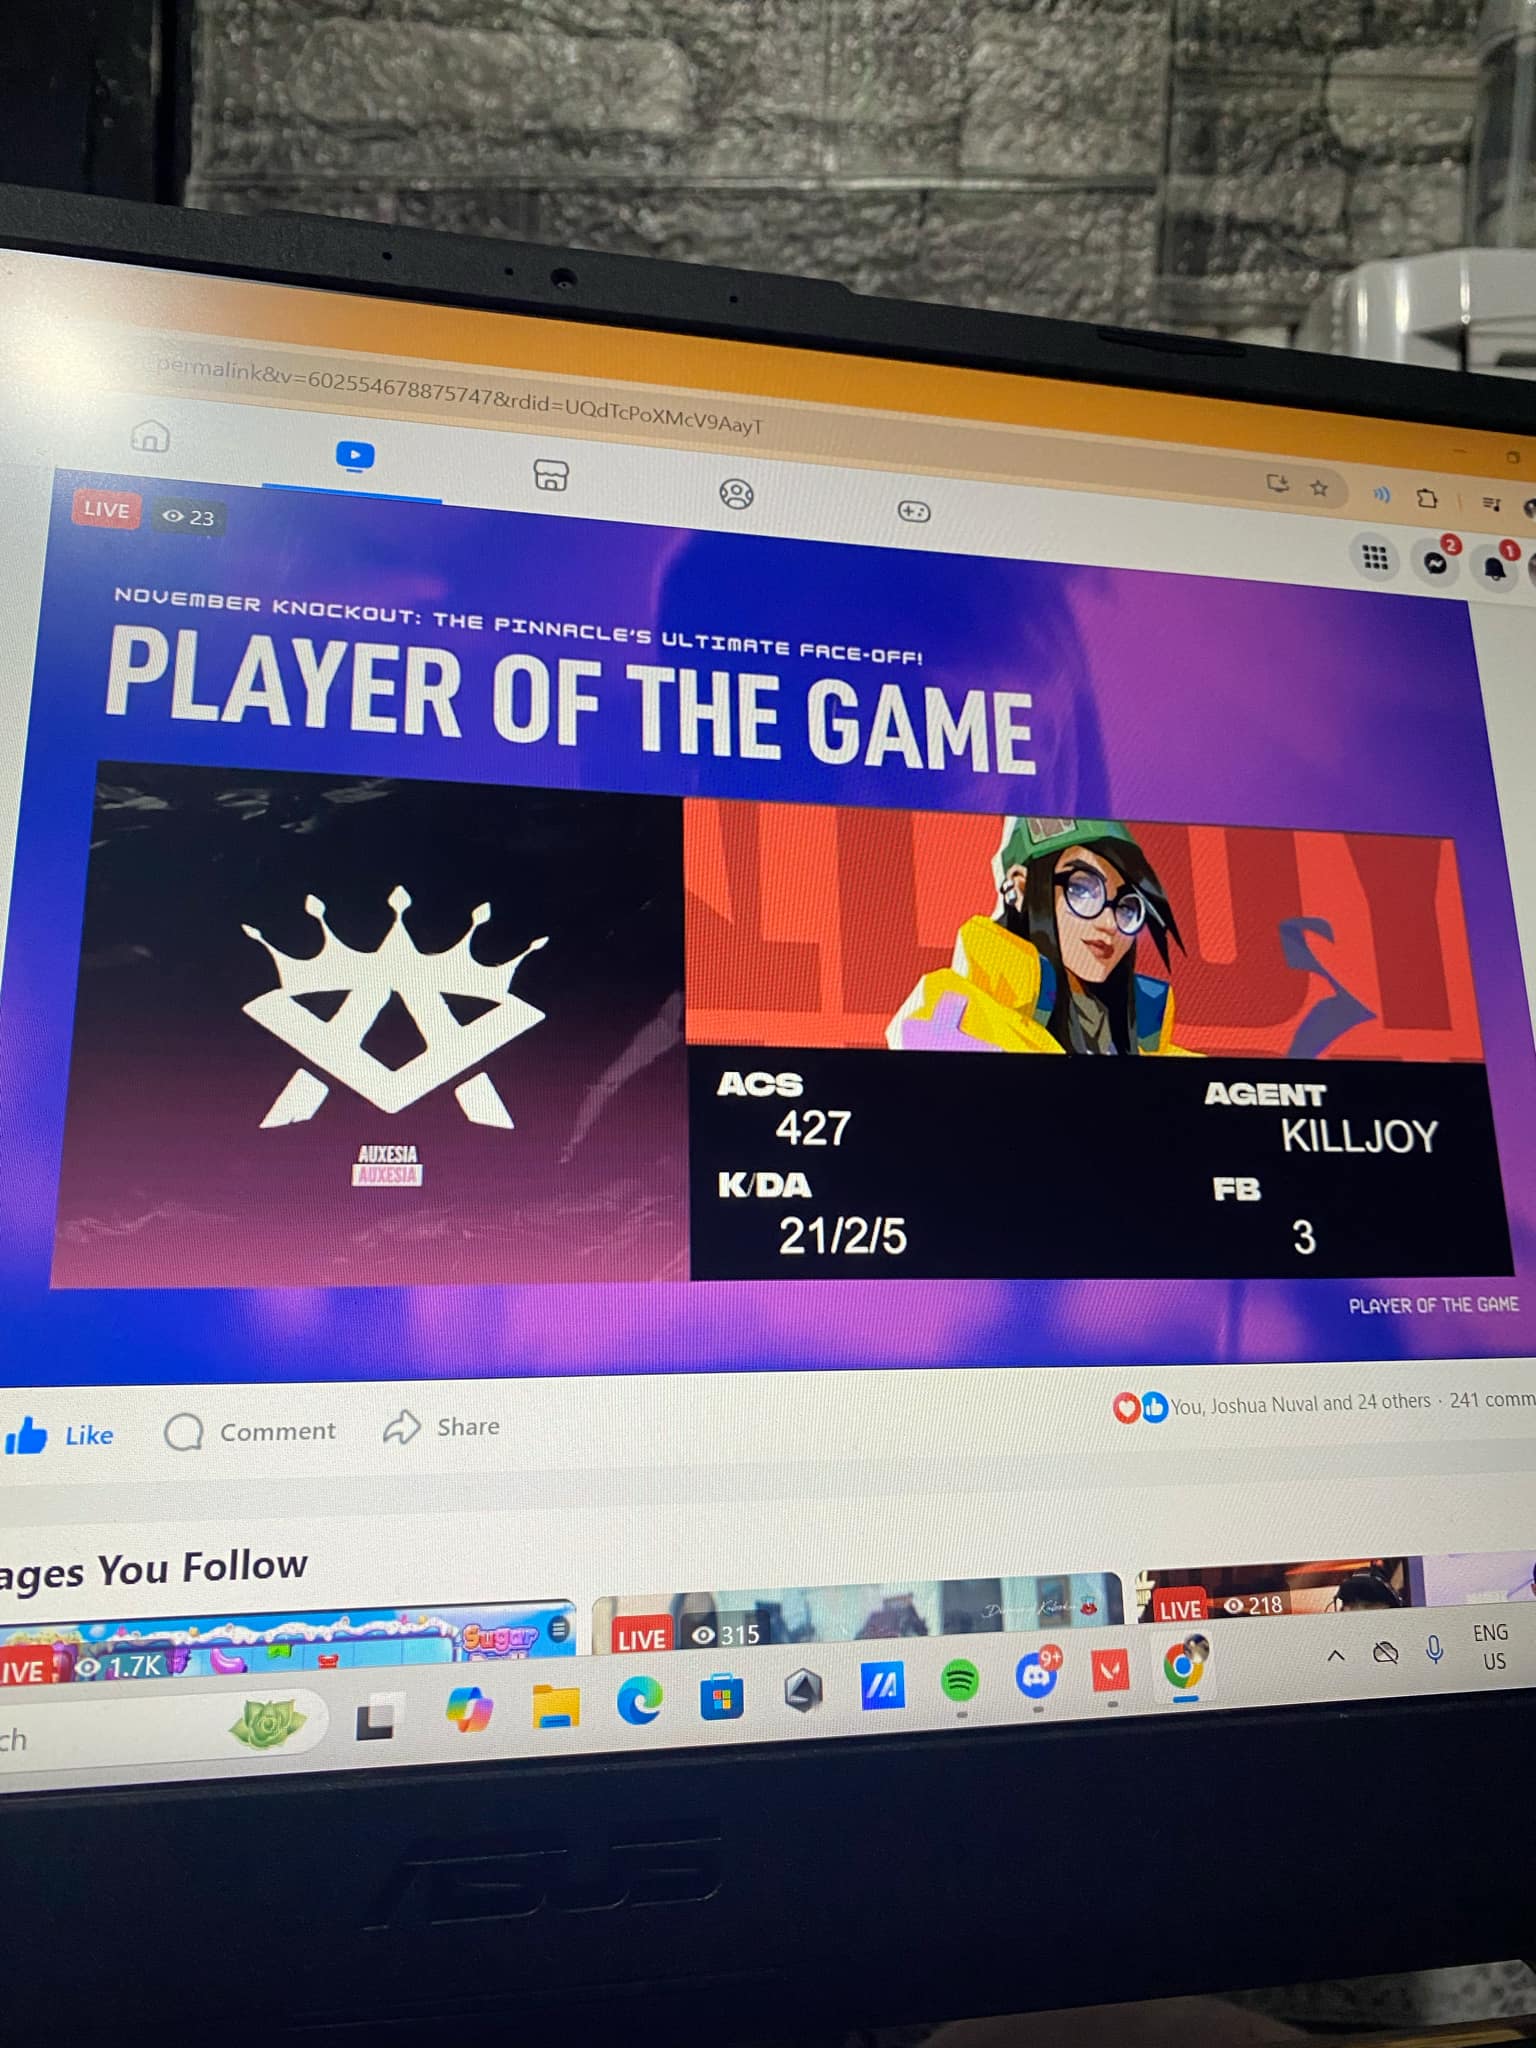 permalink&v=602554678875747&rdid=UQdTcPoXMcV9AayT
LIVE 23
2
1
NOVEMBER KNOCKOUT: THE PINNACLE'S ULTIMATE FACE-OFF!
PLAYER OF THE GAME
AUXESIA
AUXESIA
ACS
427
AGENT
KILLJOY
K/DA
21/2/5
FB
3
PLAYER OF THE GAME
Like
Comment
Share
You, Joshua Nuval and 24 others · 241 comm
ages You Follow
IVE 1.7K
Sugar
LIVE 315
LIVE 218
ch
9+
ENG
US
ASUS